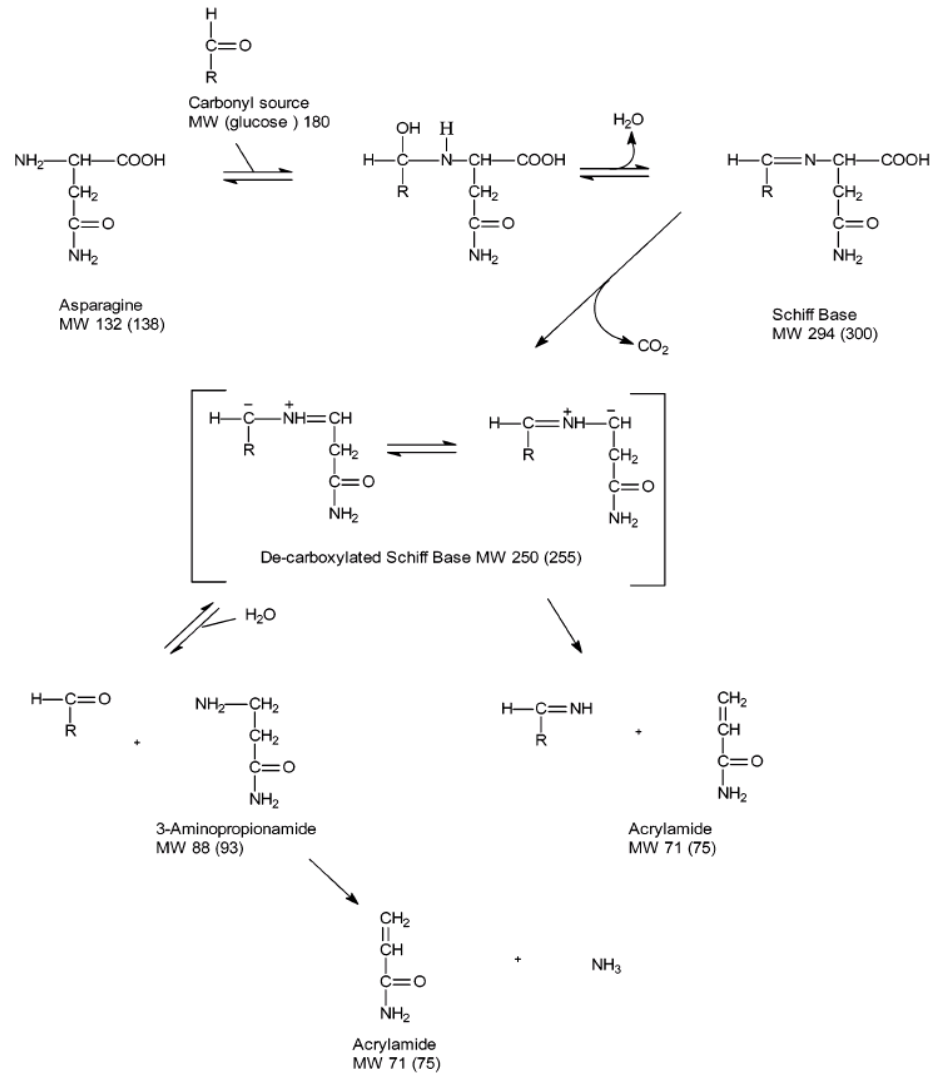 H
C=O
R
Carbonyl source
MW (glucose ) 180
NH2—CH—COOH
CH2
C=O
NH2
Asparagine
MW 132 (138)
OH H
H—C—N—CH—COOH
R CH2
C=O
NH2
H2O
H—C=N—CH—COOH
R CH2
C=O
NH2
Schiff Base
MW 294 (300)
CO2
− +
H—C—NH=CH
R CH2
C=O
NH2
+ −
H—C=NH—CH
R CH2
C=O
NH2
De-carboxylated Schiff Base MW 250 (255)
H2O
H—C=O
R
+
NH2—CH2
CH2
C=O
NH2
3-Aminopropionamide
MW 88 (93)
H—C=NH
R
+
CH2
CH
C=O
NH2
Acrylamide
MW 71 (75)
CH2
CH
C=O
NH2
+
NH3
Acrylamide
MW 71 (75)